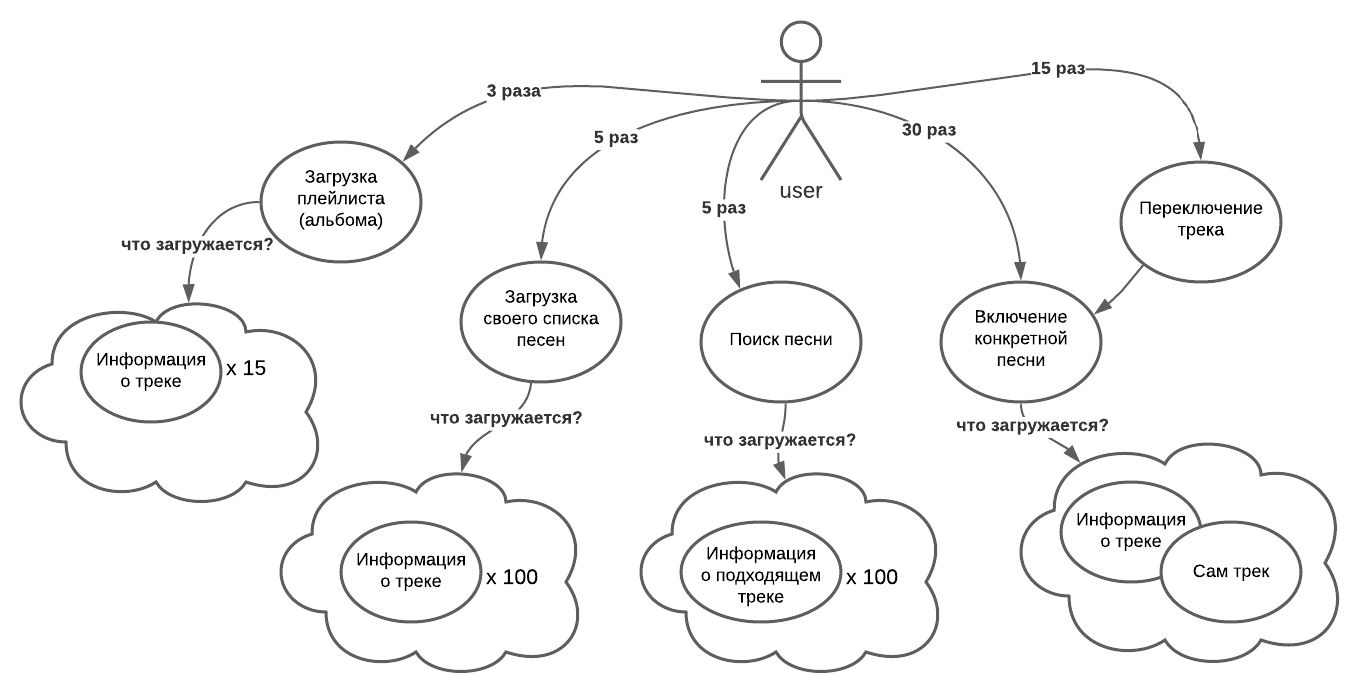 15 раз
3 раза
30 раз
5 раз
user
5 раз
Загрузка
плейлиста
(альбома)
Переключение
трека
что загружается?
Загрузка
своего списка
песен
Поиск песни
Включение
конкретной
песни
Информация
о треке
x 15
что загружается?
что загружается?
что загружается?
Информация
о треке
x 100
Информация
о подходящем
треке
x 100
Информация
о треке
Сам трек